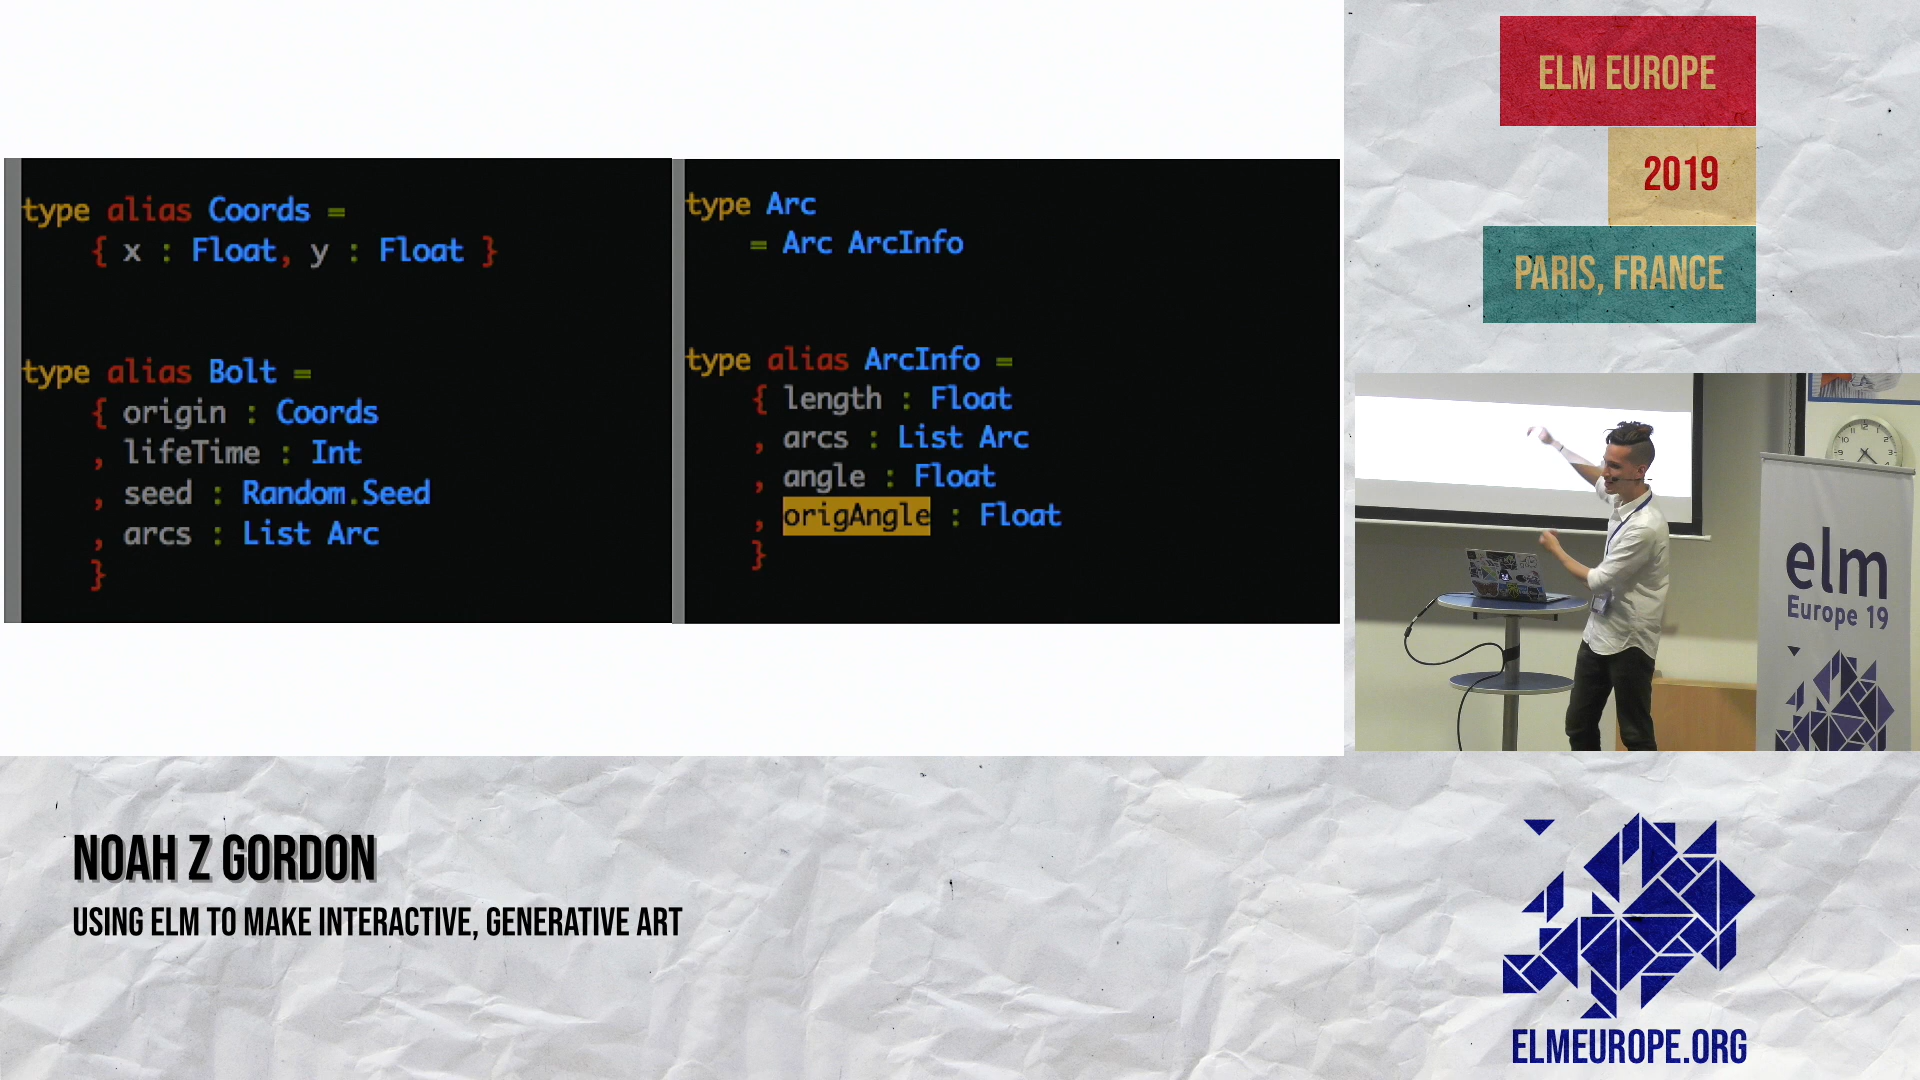 type alias Coords =
{ x : Float, y : Float }
type alias Bolt =
{ origin : Coords
, lifeTime : Int
, seed : Random.Seed
, arcs : List Arc
}
type Arc
= Arc ArcInfo
type alias ArcInfo =
{ length : Float
, arcs : List Arc
, angle : Float
, origAngle : Float
}
ELM EUROPE
2019
PARIS, FRANCE
elm
Europe 19
NOAH Z GORDON
USING ELM TO MAKE INTERACTIVE, GENERATIVE ART
ELMEUROPE.ORG